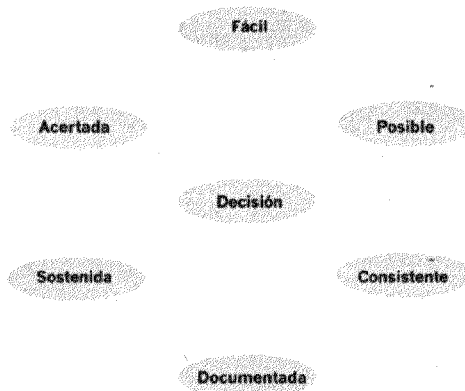 Fácil
Acertada
Posible
Decisión
Sostenida
Consistente
Documentada